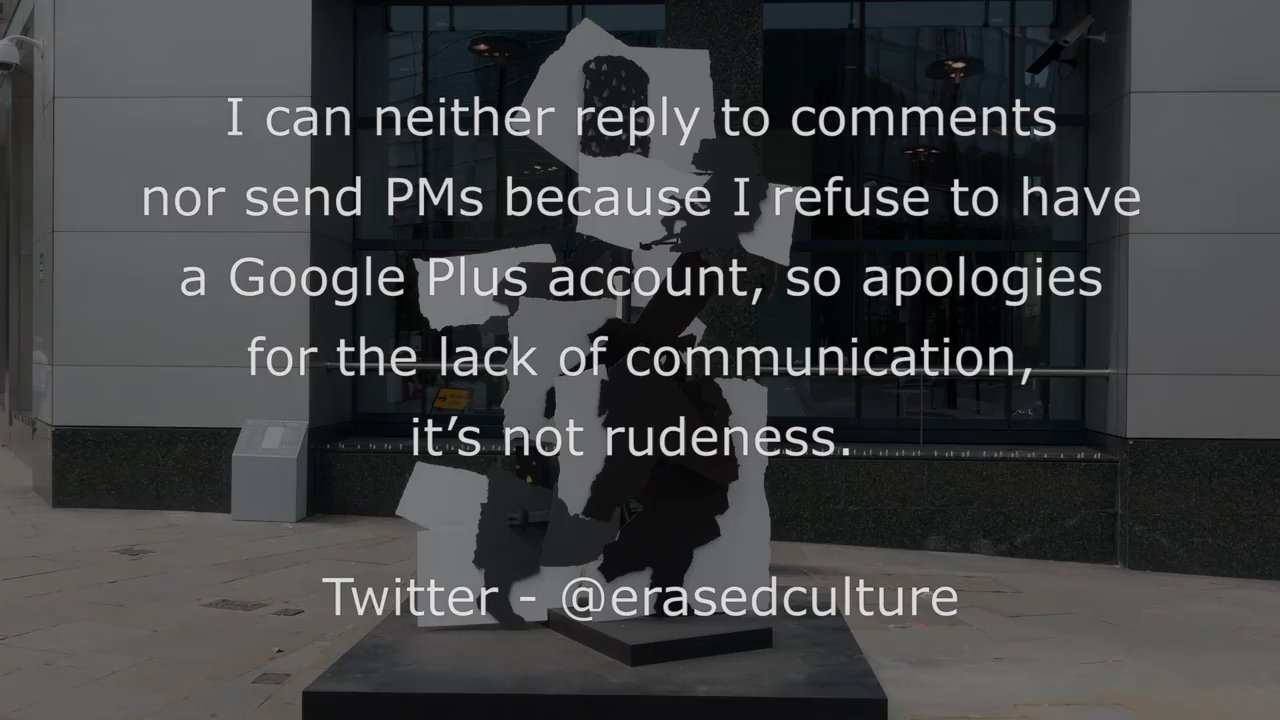 I can neither reply to comments
nor send PMs because I refuse to have
a Google Plus account, so apologies
for the lack of communication,
it’s not rudeness.
Twitter - @erasedculture